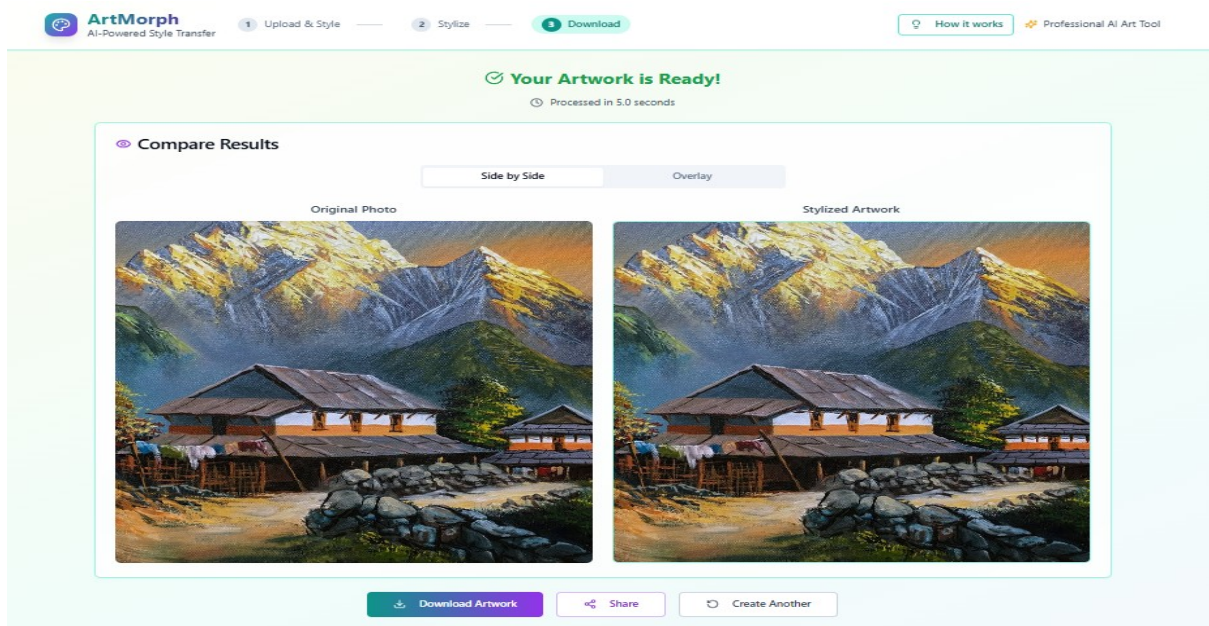 ArtMorph
AI-Powered Style Transfer
1 Upload & Style
2 Stylize
3 Download
How it works
Professional AI Art Tool
Your Artwork is Ready!
Processed in 5.0 seconds
Compare Results
Side by Side
Overlay
Original Photo
Stylized Artwork
Download Artwork
Share
Create Another